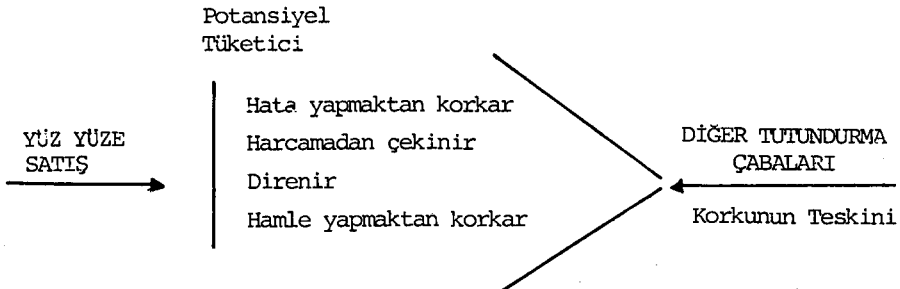 Potansiyel
Tüketici
Hata yapmaktan korkar
Harcamadan çekinir
Direnir
Hamle yapmaktan korkar
YÜZ YÜZE
SATIŞ
DİĞER TUTUNDURMA
ÇABALARI
Korkunun Teskini